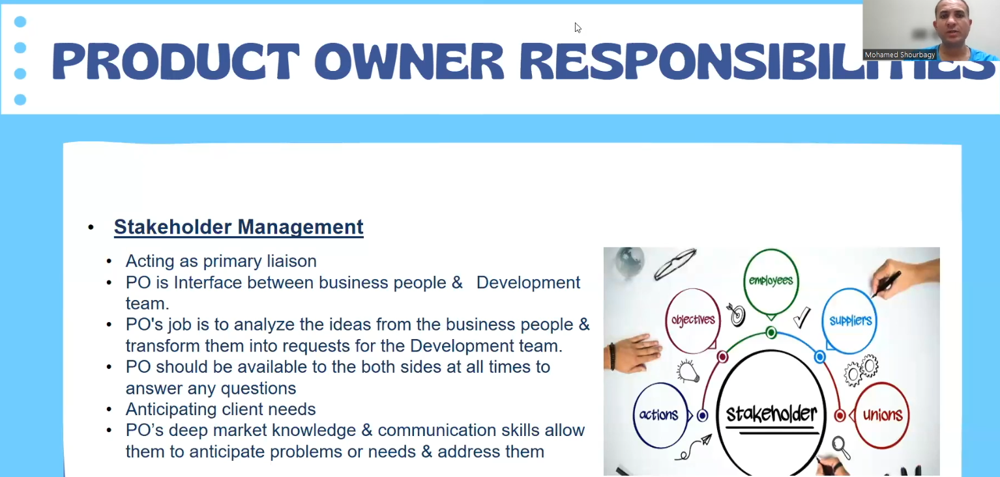 PRODUCT OWNER RESPONSIBILITIES
Mohamed Shourbagy
• Stakeholder Management
• Acting as primary liaison
• PO is Interface between business people & Development
team.
• PO's job is to analyze the ideas from the business people &
transform them into requests for the Development team.
• PO should be available to the both sides at all times to
answer any questions
• Anticipating client needs
• PO’s deep market knowledge & communication skills allow
them to anticipate problems or needs & address them
employees
objectives
suppliers
actions
stakeholder
unions